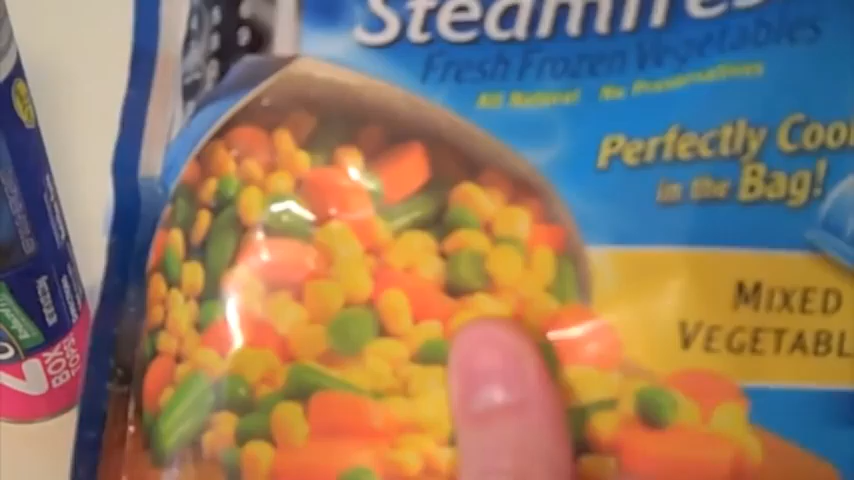 Steamfres
Fresh Frozen Vegetables
All Natural No Preservatives
Perfectly Coo
in the Bag!
MIXED
VEGETABL
BOX
TOPS